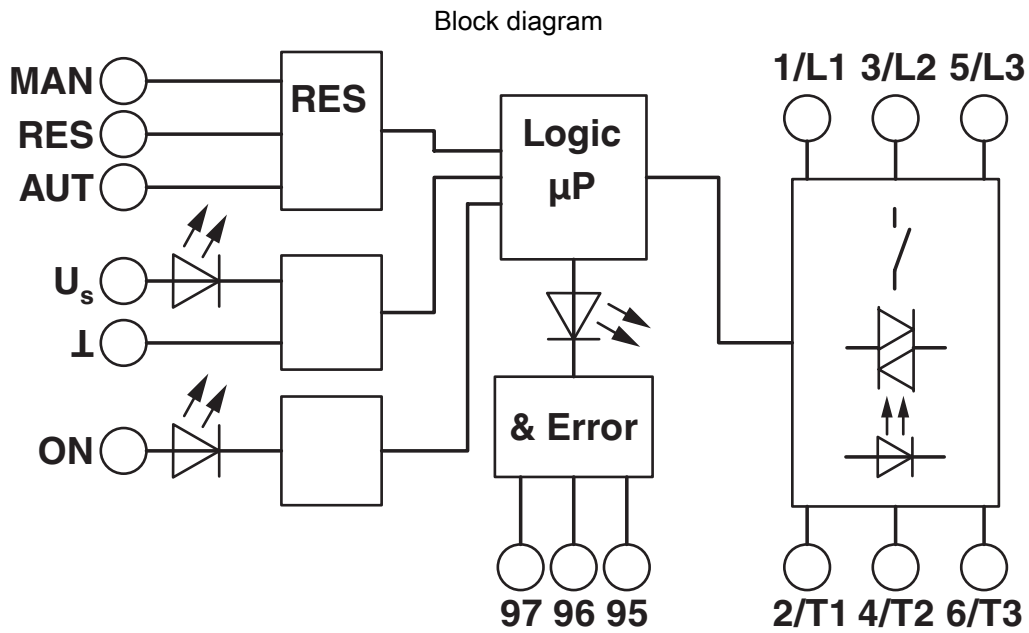 Block diagram
MAN
RES
AUT
RES
Us
⊥
ON
Logic
µP
& Error
97 96 95
1/L1 3/L2 5/L3
2/T1 4/T2 6/T3